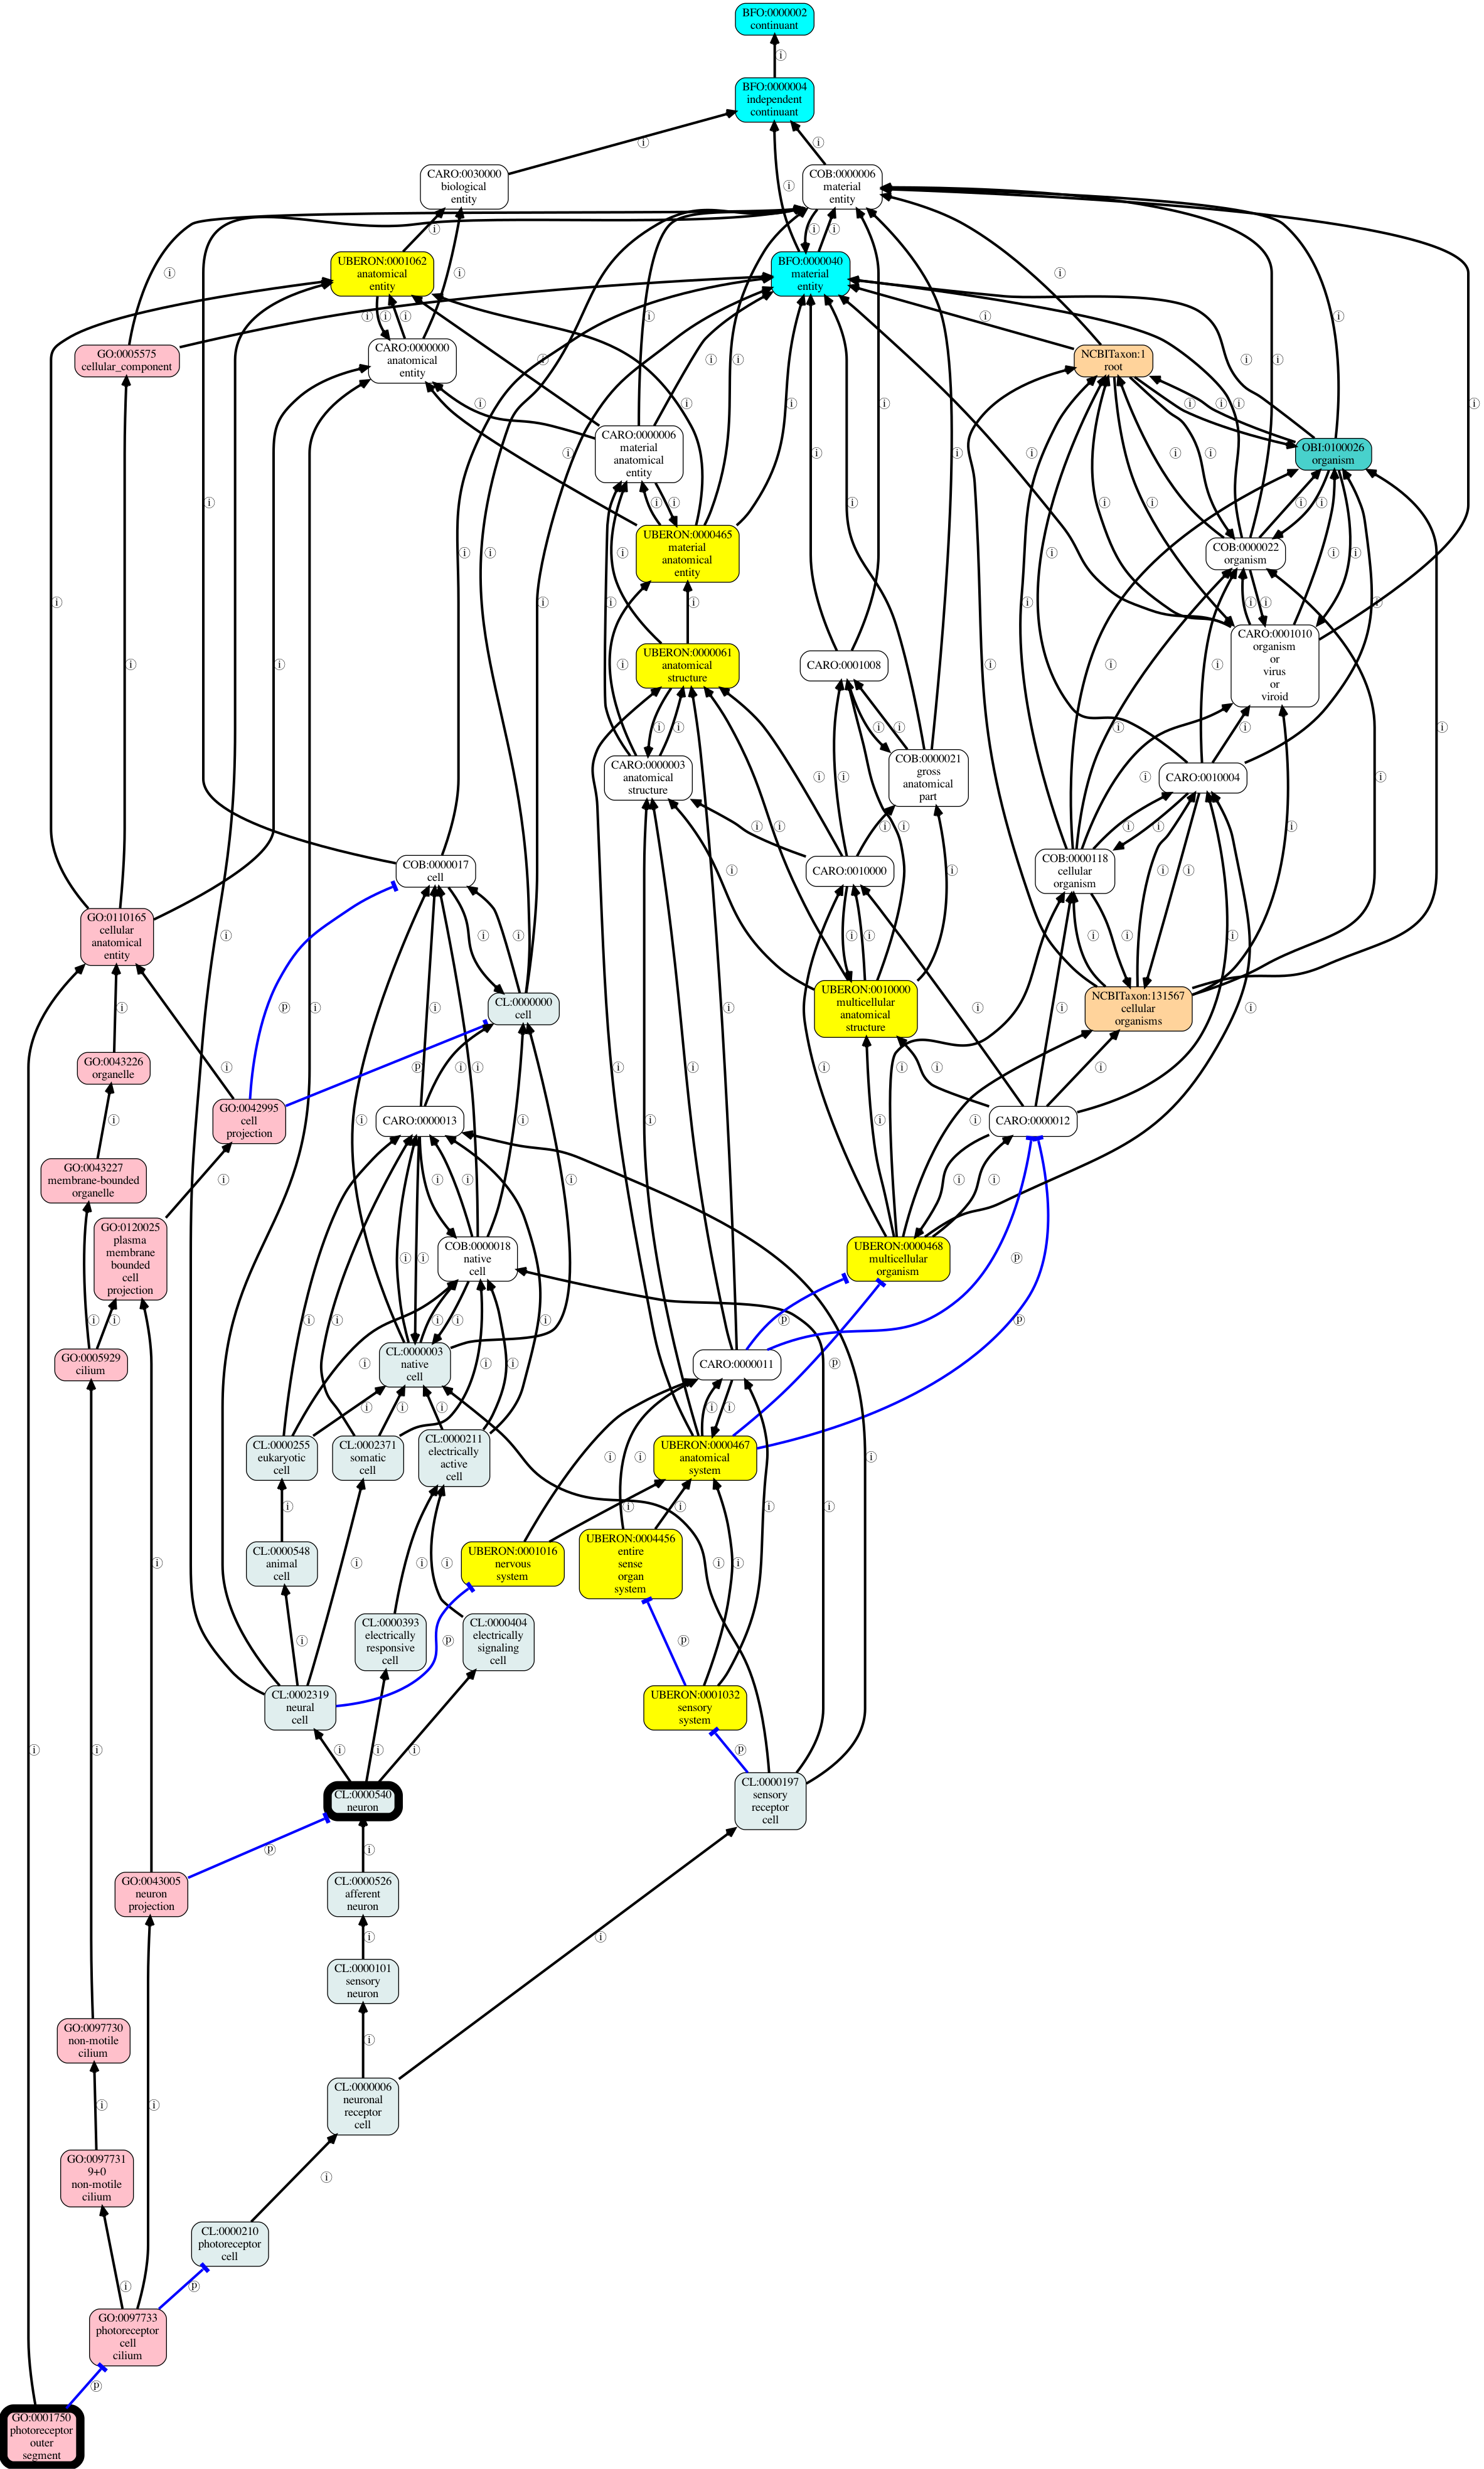 BFO:0000002
continuant
ⓘ
BFO:0000004
independent
continuant
ⓘ
ⓘ
CARO:0030000
biological
entity
COB:0000006
material
entity
ⓘ
ⓘ
ⓘ
ⓘ
UBERON:0001062
anatomical
entity
BFO:0000040
material
entity
ⓘ
ⓘ
ⓘ
ⓘ
ⓘ
ⓘ
ⓘ
ⓘ
ⓘ
GO:0005575
cellular_component
CARO:0000000
anatomical
entity
NCBITaxon:1
root
ⓘ
ⓘ
ⓘ
ⓘ
ⓘ
ⓘ
ⓘ
ⓘ
ⓘ
ⓘ
ⓘ
ⓘ
ⓘ
CARO:0000006
material
anatomical
entity
OBI:0100026
organism
ⓘ
ⓘ
ⓘ
ⓘ
ⓘ
ⓘ
ⓘ
ⓘ
ⓘ
ⓘ
ⓘ
ⓘ
ⓘ
UBERON:0000465
material
anatomical
entity
COB:0000022
organism
ⓘ
ⓘ
ⓘ
ⓘ
ⓘ
ⓘ
ⓘ
ⓘ
ⓘ
ⓘ
ⓘ
ⓘ
ⓘ
UBERON:0000061
anatomical
structure
CARO:0001008
CARO:0001010
organism
or
virus
or
viroid
ⓘ
ⓘ
ⓘ
ⓘ
ⓘ
ⓘ
ⓘ
ⓘ
ⓘ
ⓘ
ⓘ
ⓘ
CARO:0000003
anatomical
structure
COB:0000021
gross
anatomical
part
CARO:0010004
ⓘ
ⓘ
ⓘ
ⓘ
ⓘ
ⓘ
ⓘ
ⓘ
ⓘ
ⓘ
COB:0000017
cell
CARO:0010000
COB:0000118
cellular
organism
ⓘ
ⓘ
ⓘ
ⓘ
GO:0110165
cellular
anatomical
entity
ⓘ
ⓘ
ⓘ
ⓘ
ⓘ
ⓘ
ⓘ
ⓟ
CL:0000000
cell
UBERON:0010000
multicellular
anatomical
structure
NCBITaxon:131567
cellular
organisms
ⓘ
ⓘ
ⓘ
ⓘ
ⓘ
GO:0043226
organelle
ⓘ
ⓟ
ⓘ
ⓘ
ⓘ
ⓘ
ⓘ
ⓘ
GO:0042995
cell
projection
CARO:0000013
CARO:0000012
ⓘ
ⓘ
ⓘ
ⓘ
ⓘ
GO:0043227
membrane-bounded
organelle
ⓘ
ⓘ
ⓘ
ⓘ
ⓘ
ⓘ
GO:0120025
plasma
membrane
bounded
cell
projection
COB:0000018
native
cell
UBERON:0000468
multicellular
organism
ⓘ
ⓘ
ⓟ
ⓘ
ⓘ
ⓘ
ⓘ
ⓘ
ⓘ
ⓘ
ⓟ
ⓟ
GO:0005929
cilium
CL:0000003
native
cell
CARO:0000011
ⓘ
ⓘ
ⓘ
ⓟ
ⓘ
ⓘ
ⓘ
ⓘ
CL:0000255
eukaryotic
cell
CL:0002371
somatic
cell
CL:0000211
electrically
active
cell
UBERON:0000467
anatomical
system
ⓘ
ⓘ
ⓘ
ⓘ
ⓘ
ⓘ
ⓘ
ⓘ
CL:0000548
animal
cell
UBERON:0001016
nervous
system
UBERON:0004456
entire
sense
organ
system
ⓘ
ⓘ
ⓘ
ⓘ
ⓘ
ⓘ
CL:0000393
electrically
responsive
cell
CL:0000404
electrically
signaling
cell
ⓘ
ⓟ
ⓟ
CL:0002319
neural
cell
UBERON:0001032
sensory
system
ⓘ
ⓘ
ⓘ
ⓘ
ⓘ
ⓟ
CL:0000540
neuron
CL:0000197
sensory
receptor
cell
ⓟ
ⓘ
GO:0043005
neuron
projection
CL:0000526
afferent
neuron
ⓘ
ⓘ
CL:0000101
sensory
neuron
GO:0097730
non-motile
cilium
ⓘ
CL:0000006
neuronal
receptor
cell
ⓘ
ⓘ
GO:0097731
9+0
non-motile
cilium
ⓘ
CL:0000210
photoreceptor
cell
ⓘ
ⓟ
GO:0097733
photoreceptor
cell
cilium
ⓟ
GO:0001750
photoreceptor
outer
segment